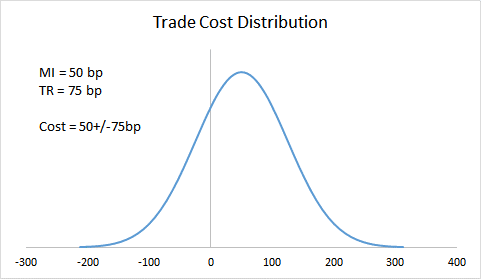 Trade Cost Distribution
MI = 50 bp
TR = 75 bp
Cost = 50+/-75bp
-300 -200 -100 0 100 200 300 400